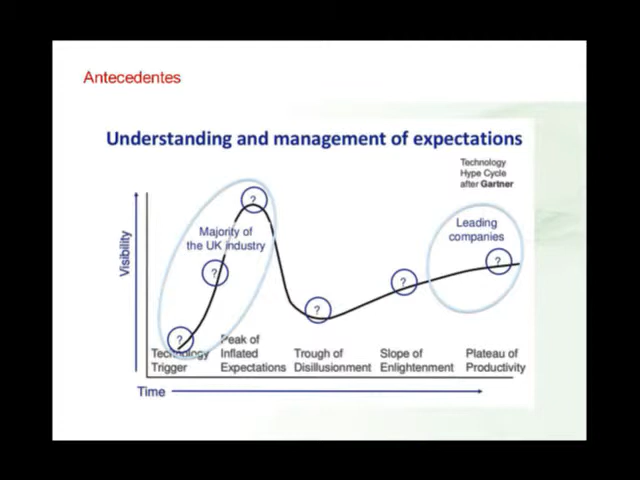 Antecedentes
Understanding and management of expectations
Technology
Hype Cycle
after Gartner
Visibility
?
Majority of
the UK industry
?
?
?
?
Leading
companies
?
Technology
Trigger
Peak of
Inflated
Expectations
Trough of
Disillusionment
Slope of
Enlightenment
Plateau of
Productivity
Time